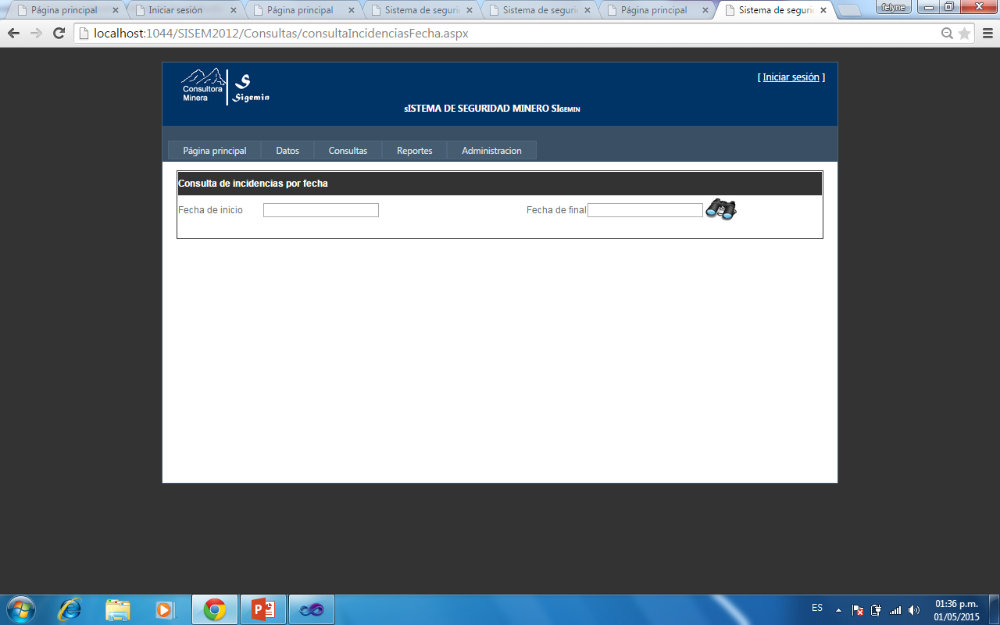 Página principal
Iniciar sesión
Página principal
Sistema de seguri
Sistema de seguri
Página principal
Sistema de seguri
felyne
localhost:1044/SISEM2012/Consultas/consultaIncidenciasFecha.aspx
Consultora
Minera
S
Sigemin
[ Iniciar sesión ]
sISTEMA DE SEGURIDAD MINERO SIGEMIN
Página principal
Datos
Consultas
Reportes
Administracion
Consulta de incidencias por fecha
Fecha de inicio
Fecha de final
ES
01:36 p.m.
01/05/2015